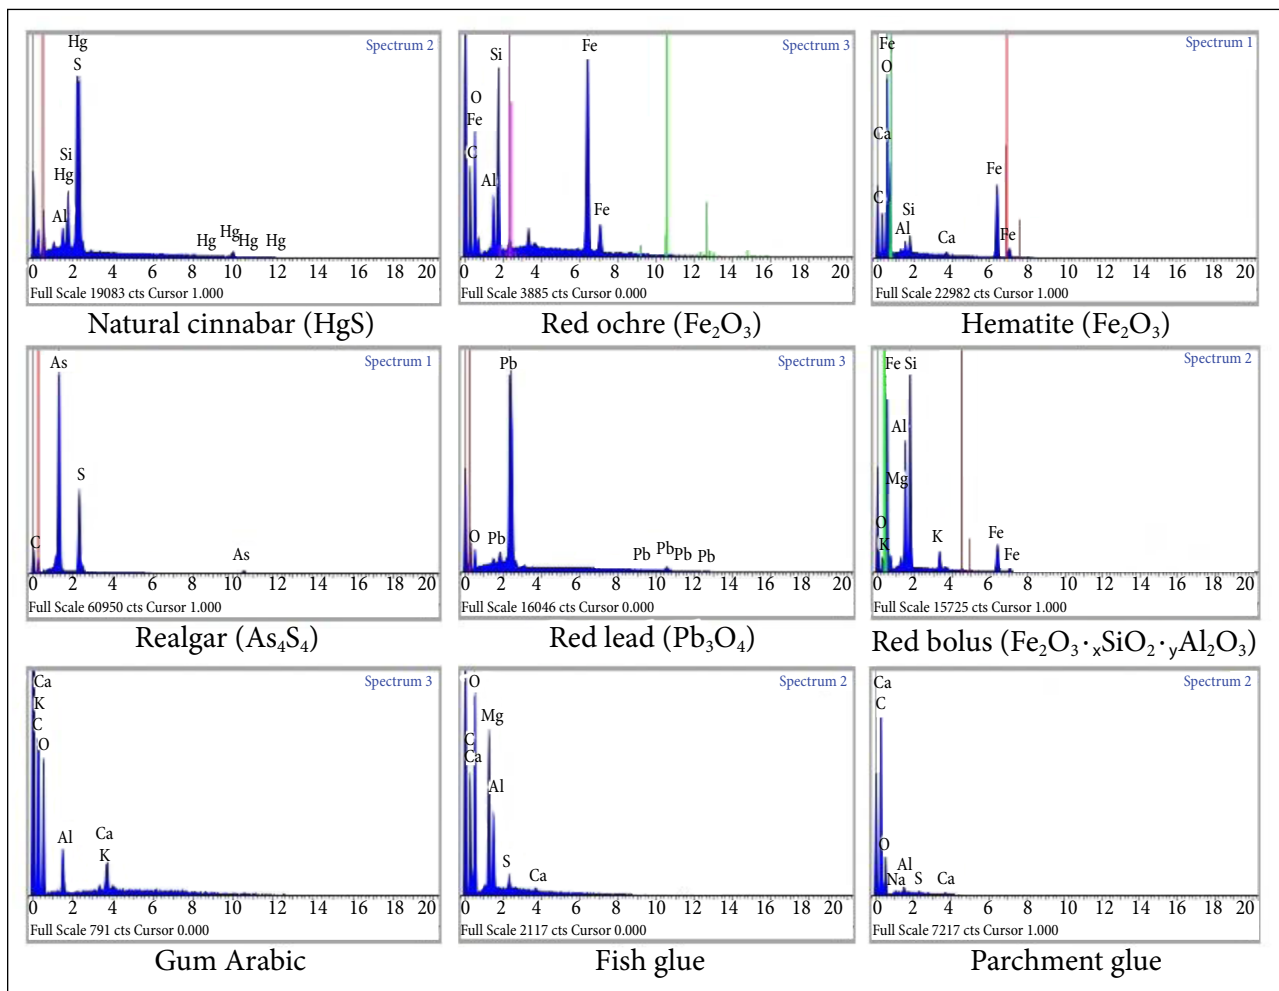 Hg
S
Spectrum 2
Si
Hg
Al
Hg Hg Hg Hg
0 2 4 6 8 10 12 14 16 18 20
Full Scale 19083 cts Cursor 1.000
Natural cinnabar (HgS)
Spectrum 3
Fe
Si
O
Fe
C
Al
Fe
0 2 4 6 8 10 12 14 16 18 20
Full Scale 3885 cts Cursor 0.000
Red ochre (Fe₂O₃)
Fe
Spectrum 1
O
Ca
Fe
C
Si
Al
Ca
Fe
0 2 4 6 8 10 12 14 16 18 20
Full Scale 22982 cts Cursor 1.000
Hematite (Fe₂O₃)
As
Spectrum 1
S
C
As
0 2 4 6 8 10 12 14 16 18 20
Full Scale 60950 cts Cursor 1.000
Realgar (As₄S₄)
Pb
Spectrum 3
O Pb
Pb Pb Pb Pb
0 2 4 6 8 10 12 14 16 18 20
Full Scale 16046 cts Cursor 0.000
Red lead (Pb₃O₄)
Spectrum 2
Fe Si
Al
Mg
O
K
K
Fe
Fe
0 2 4 6 8 10 12 14 16 18 20
Full Scale 15725 cts Cursor 1.000
Red bolus (Fe₂O₃·ₓSiO₂·ᵧAl₂O₃)
Ca
Spectrum 3
K
C
O
Al
Ca
K
0 2 4 6 8 10 12 14 16 18 20
Full Scale 791 cts Cursor 0.000
Gum Arabic
O
Spectrum 2
Mg
C
Ca
Al
S
Ca
0 2 4 6 8 10 12 14 16 18 20
Full Scale 2117 cts Cursor 0.000
Fish glue
Ca
Spectrum 2
C
O
Al
Na S Ca
0 2 4 6 8 10 12 14 16 18 20
Full Scale 7217 cts Cursor 1.000
Parchment glue